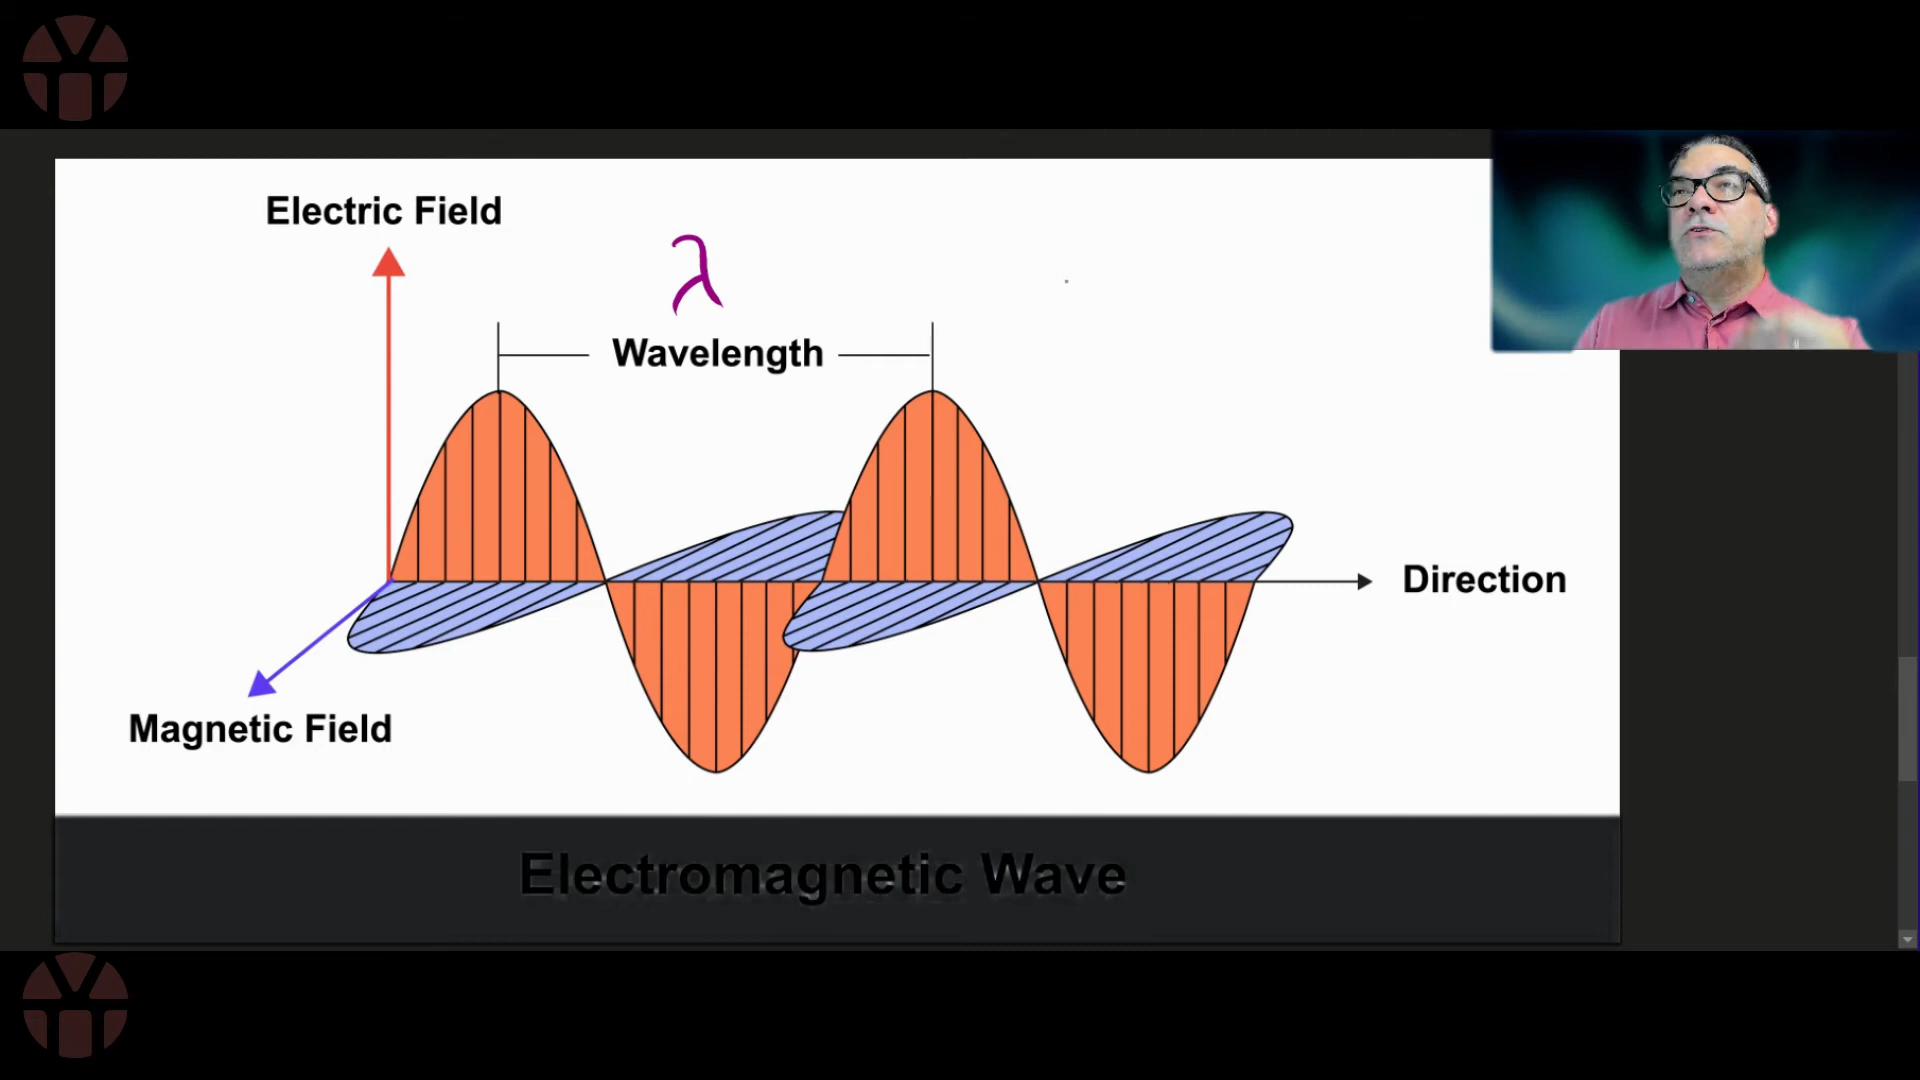 Electric Field
λ
Wavelength
Direction
Magnetic Field
Electromagnetic Wave